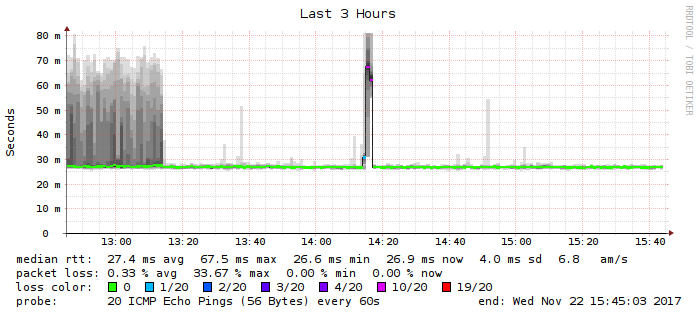 Last 3 Hours
RRDTOOL / TOBI OETIKER
Seconds
80 m
70 m
60 m
50 m
40 m
30 m
20 m
10 m
0
13:00 13:20 13:40 14:00 14:20 14:40 15:00 15:20 15:40
median rtt: 27.4 ms avg 67.5 ms max 26.6 ms min 26.9 ms now 4.0 ms sd 6.8 am/s
packet loss: 0.33 % avg 33.67 % max 0.00 % min 0.00 % now
loss color: 0 1/20 2/20 3/20 4/20 10/20 19/20
probe: 20 ICMP Echo Pings (56 Bytes) every 60s end: Wed Nov 22 15:45:03 2017